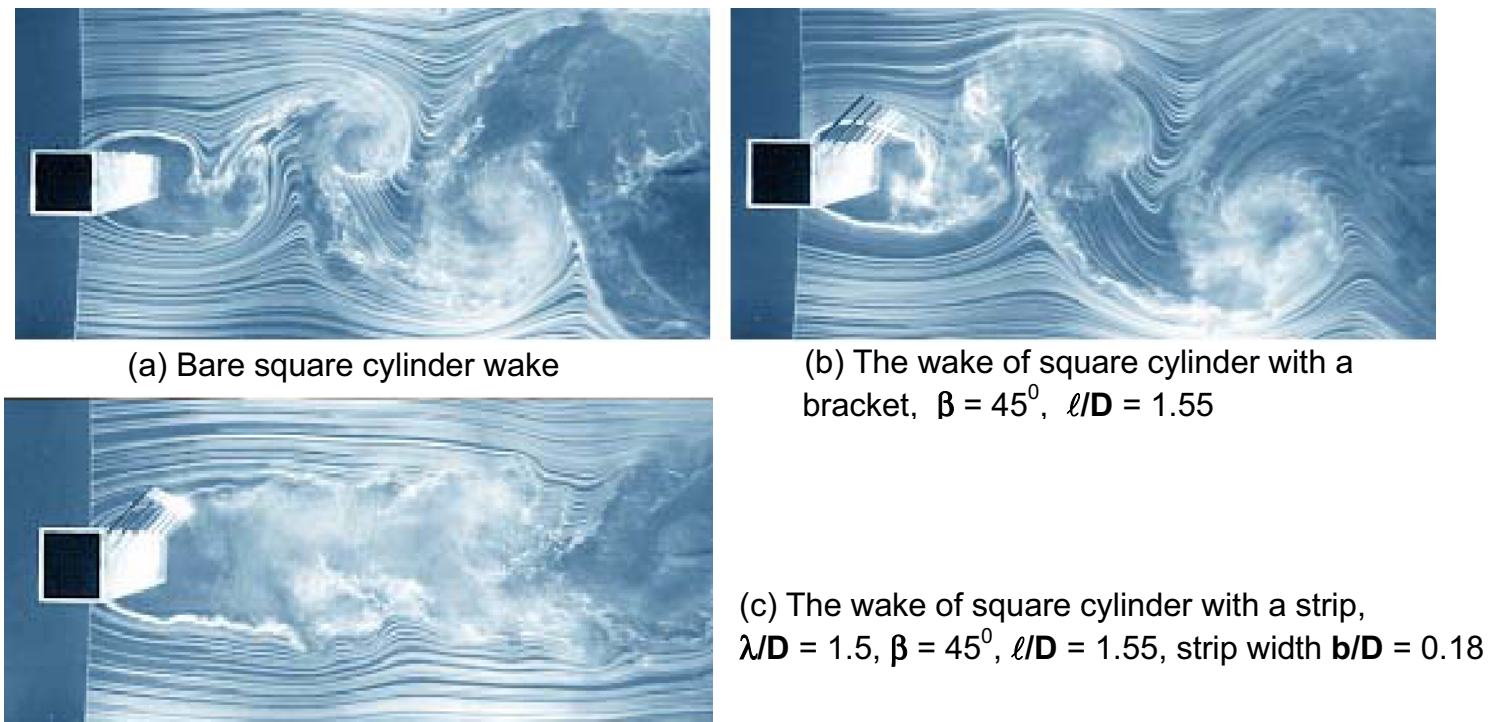 (a) Bare square cylinder wake
(b) The wake of square cylinder with a
bracket, β = 45⁰, ℓ/D = 1.55
(c) The wake of square cylinder with a strip,
λ/D = 1.5, β = 45⁰, ℓ/D = 1.55, strip width b/D = 0.18